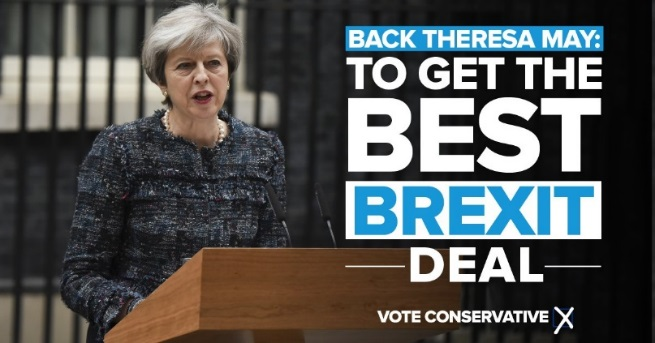 BACK THERESA MAY:
TO GET THE
BEST
BREXIT
DEAL
VOTE CONSERVATIVE